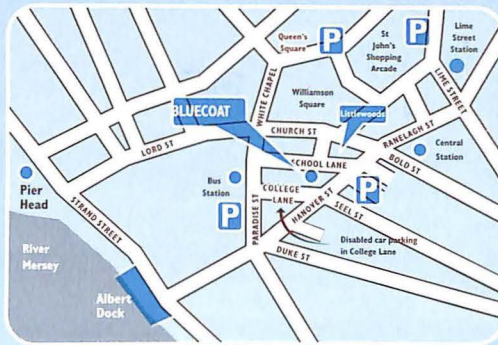 Queen's
Square
P
St
John's
Shopping
Arcade
P
Lime
Street
Station
WHITE CHAPEL
Williamson
Square
LIME STREET
BLUECOAT
Littlewoods
CHURCH ST
RANELAGH ST
LORD ST
SCHOOL LANE
BOLD ST
Central
Station
Bus
Station
COLLEGE
LANE
P
Pier
Head
P
PARADISE ST
HANOVER ST
SEEL ST
STRAND STREET
Disabled car parking
in College Lane
DUKE ST
River
Mersey
Albert
Dock